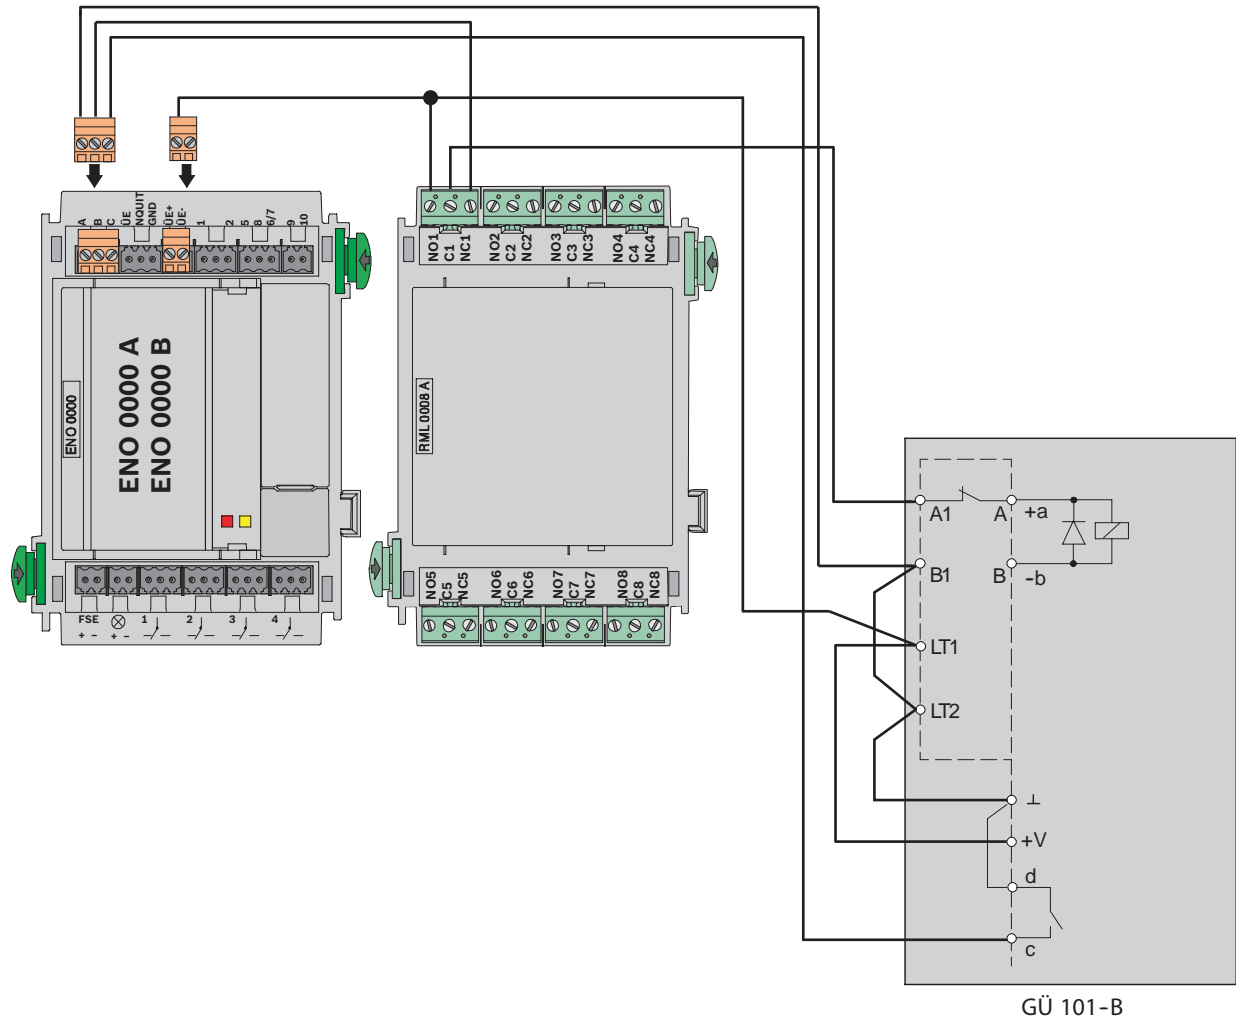 A
B
C
ÜE
NQUIT
GND
ÜE+
ÜE-
1
2
5
8
6/7
9
10
NO1
C1
NC1
NO2
C2
NC2
NO3
C3
NC3
NO4
C4
NC4
ENO 0000
ENO 0000 A
ENO 0000 B
RML 0008 A
NO5
C5
NC5
NO6
C6
NC6
NO7
C7
NC7
NO8
C8
NC8
FSE
+ -
+ -
1
2
3
4
A1
A
+a
B1
B
-b
LT1
LT2
⊥
+V
d
c
GÜ 101-B